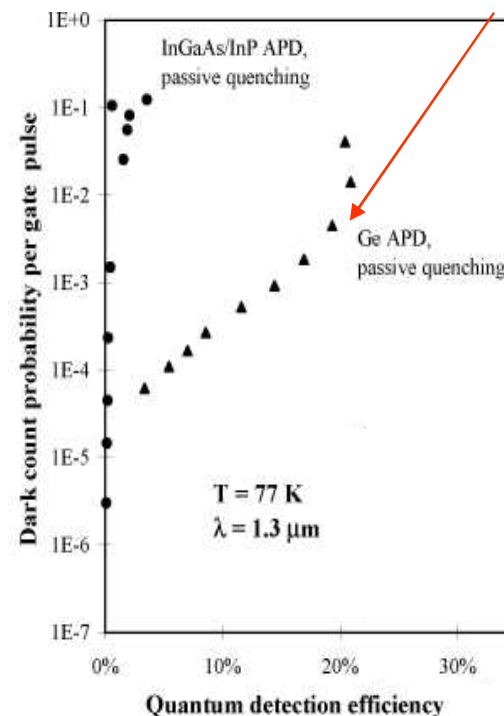 Dark count probability per gate pulse
1E+0
1E-1
1E-2
1E-3
1E-4
1E-5
1E-6
1E-7
InGaAs/InP APD,
passive quenching
Ge APD,
passive quenching
T = 77 K
λ = 1.3 μm
0%
10%
20%
30%
Quantum detection efficiency